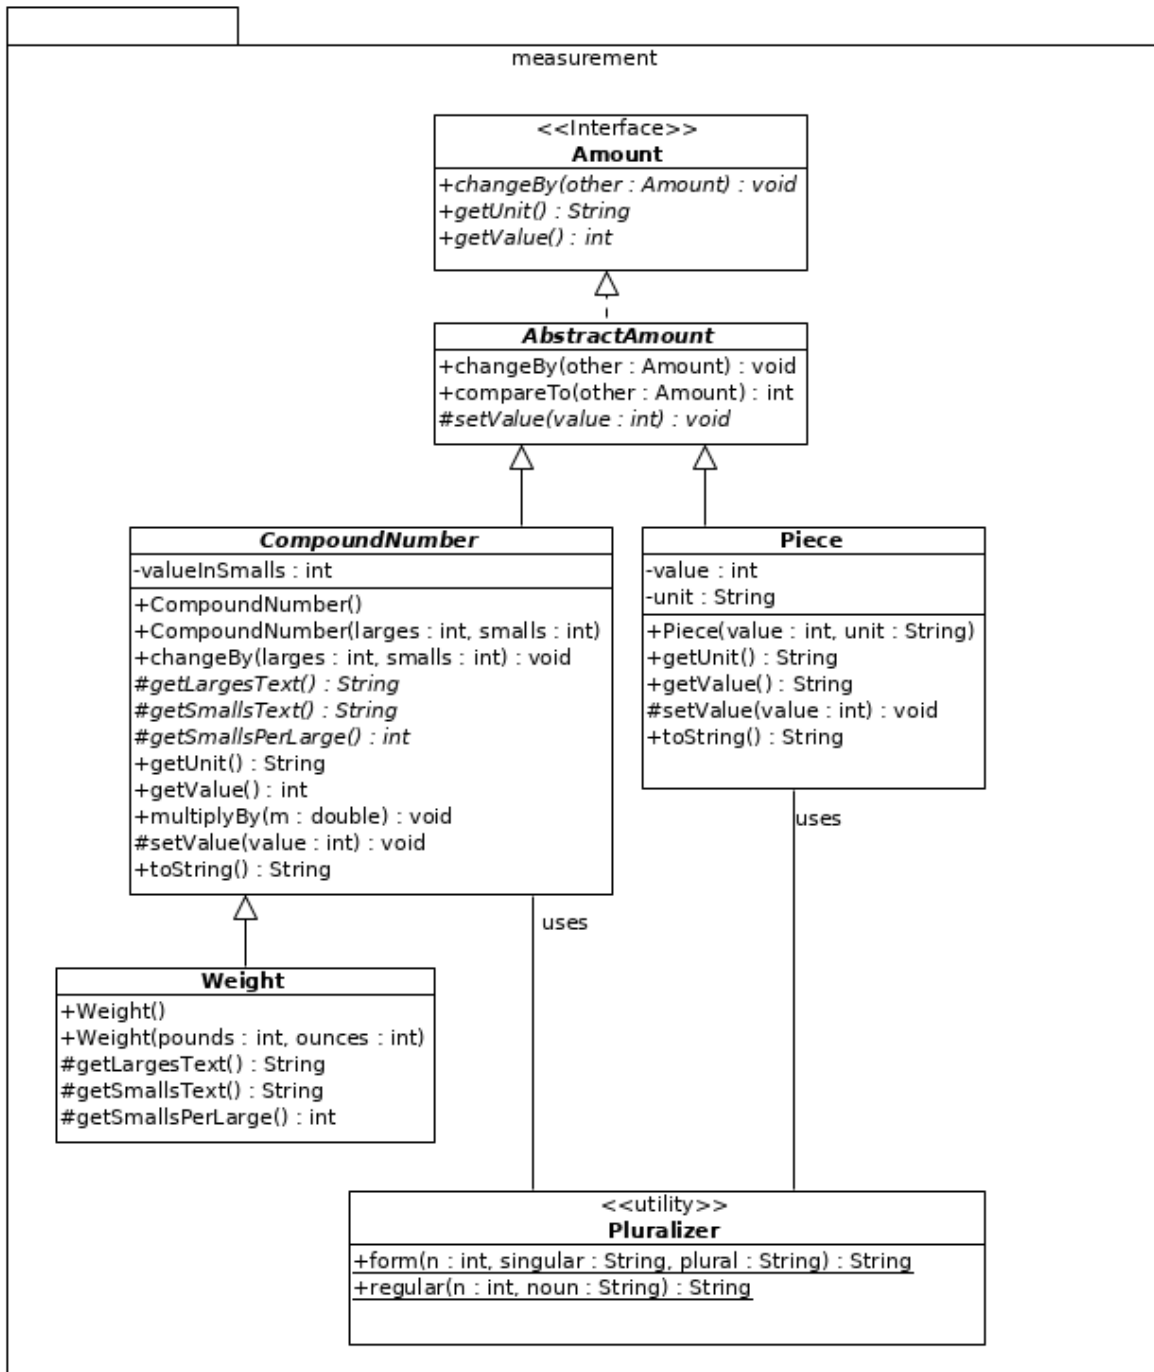 measurement
<<Interface>>
Amount
+changeBy(other : Amount) : void
+getUnit() : String
+getValue() : int
AbstractAmount
+changeBy(other : Amount) : void
+compareTo(other : Amount) : int
#setValue(value : int) : void
CompoundNumber
-valueInSmalls : int
+CompoundNumber()
+CompoundNumber(larges : int, smalls : int)
+changeBy(larges : int, smalls : int) : void
#getLargesText() : String
#getSmallsText() : String
#getSmallsPerLarge() : int
+getUnit() : String
+getValue() : int
+multiplyBy(m : double) : void
#setValue(value : int) : void
+toString() : String
Piece
-value : int
-unit : String
+Piece(value : int, unit : String)
+getUnit() : String
+getValue() : String
#setValue(value : int) : void
+toString() : String
uses
uses
Weight
+Weight()
+Weight(pounds : int, ounces : int)
#getLargesText() : String
#getSmallsText() : String
#getSmallsPerLarge() : int
<<utility>>
Pluralizer
+form(n : int, singular : String, plural : String) : String
+regular(n : int, noun : String) : String